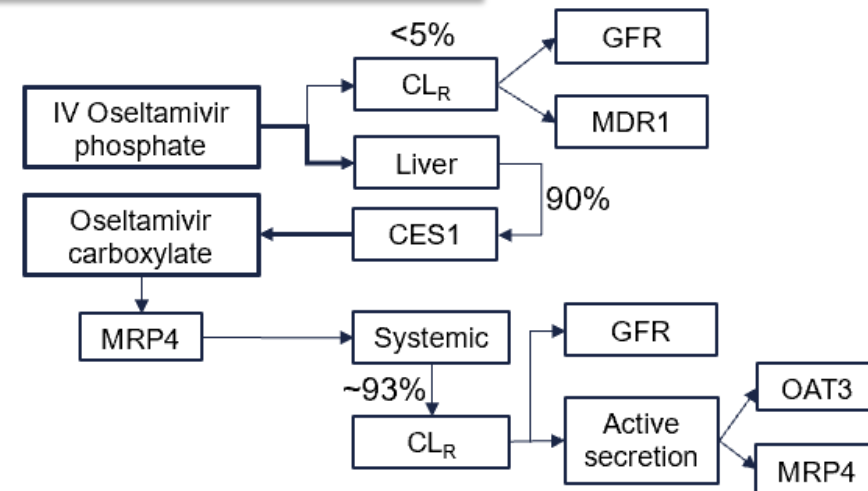 <5%
GFR
CLR
MDR1
IV Oseltamivir
phosphate
Liver
90%
Oseltamivir
carboxylate
CES1
MRP4
Systemic
GFR
~93%
CLR
Active
secretion
OAT3
MRP4